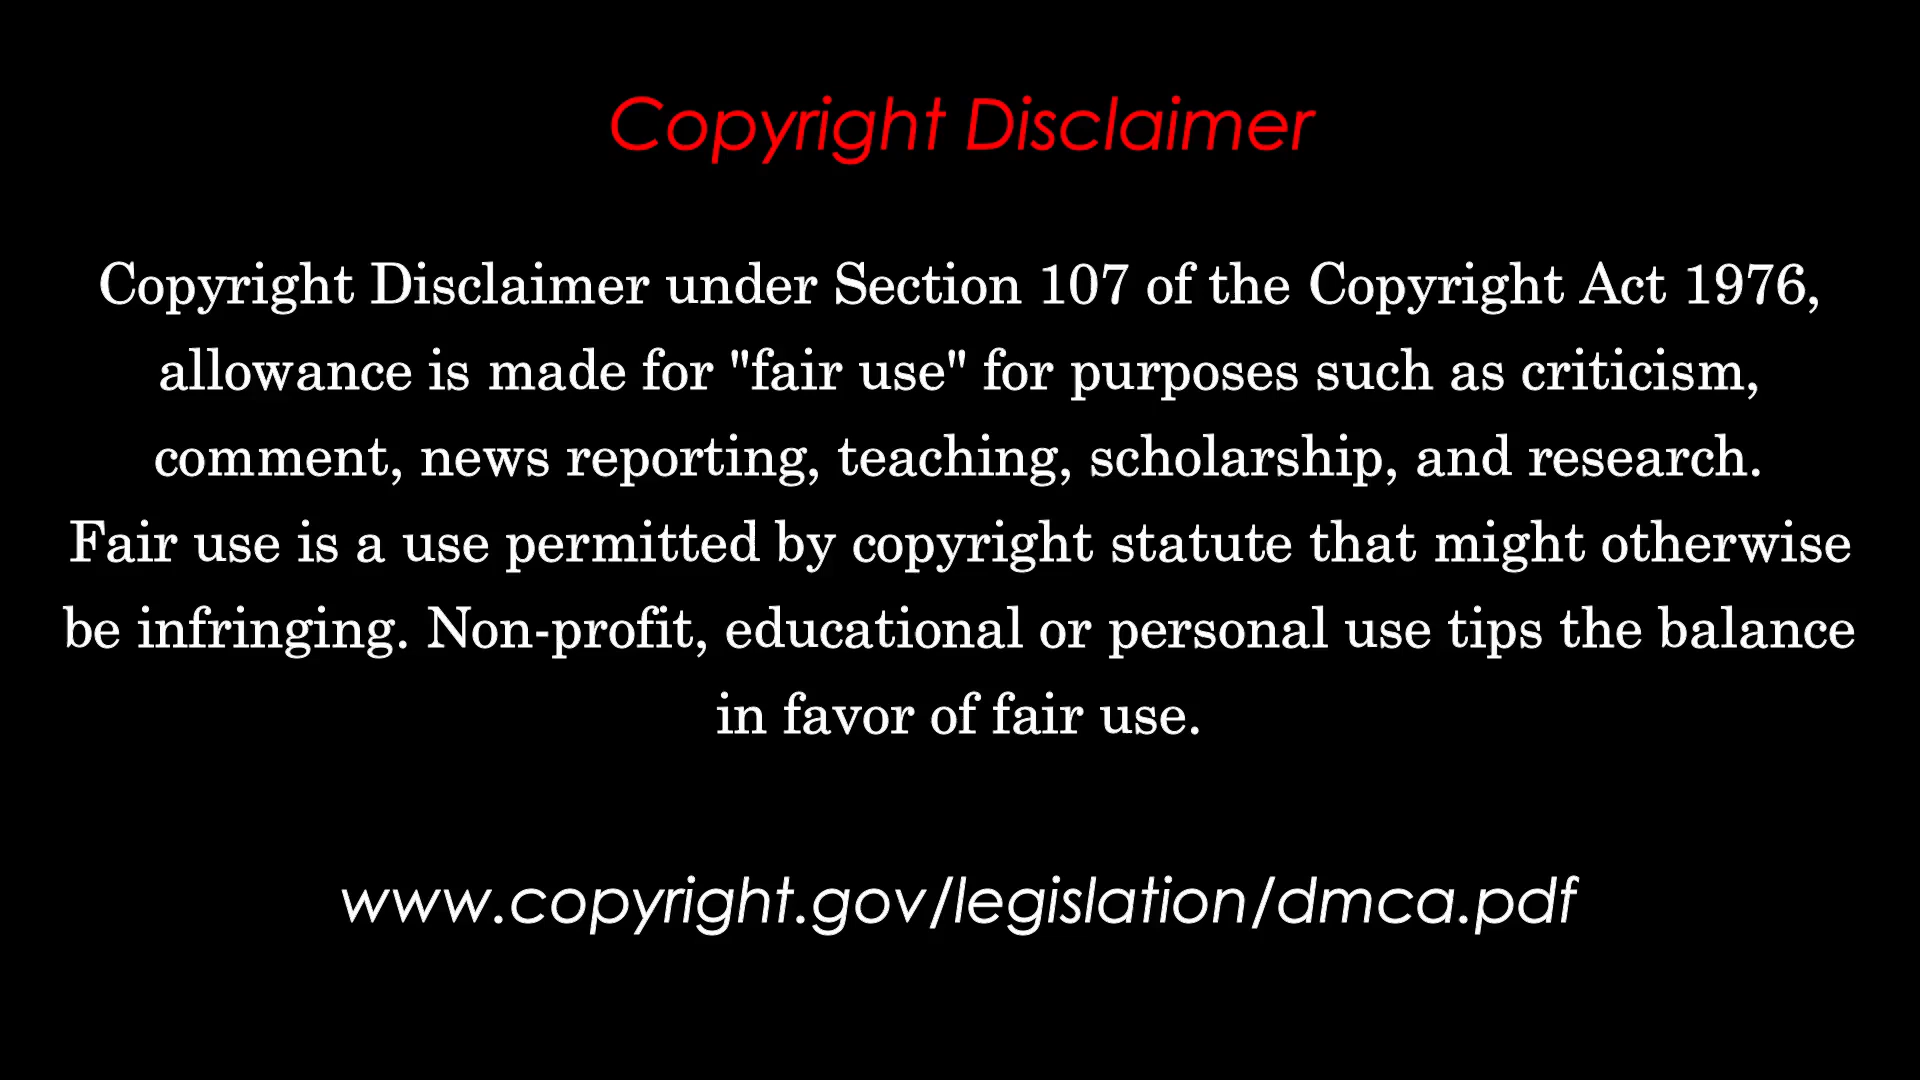 Copyright Disclaimer
Copyright Disclaimer under Section 107 of the Copyright Act 1976,
allowance is made for "fair use" for purposes such as criticism,
comment, news reporting, teaching, scholarship, and research.
Fair use is a use permitted by copyright statute that might otherwise
be infringing. Non-profit, educational or personal use tips the balance
in favor of fair use.
www.copyright.gov/legislation/dmca.pdf